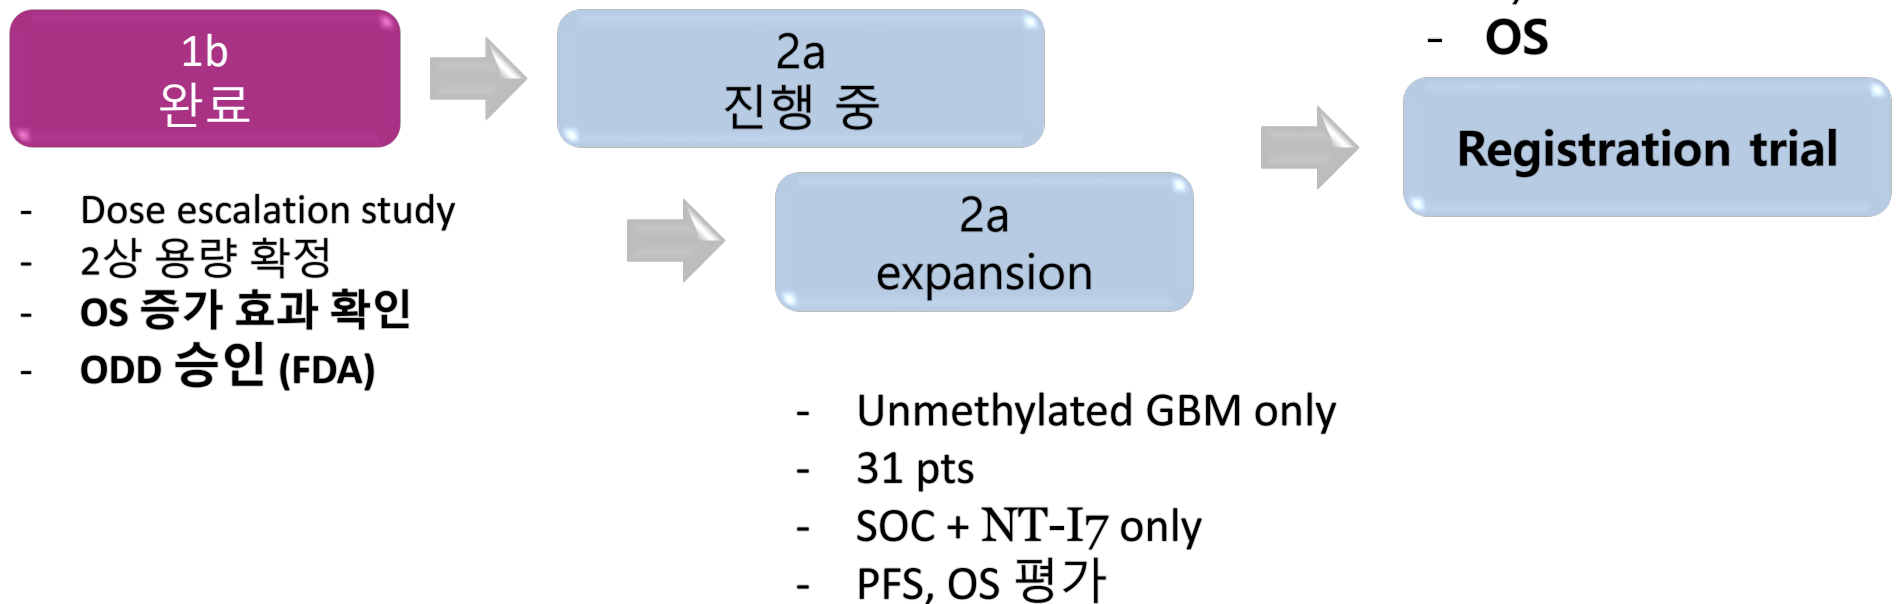 1b
완료
- Dose escalation study
- 2상 용량 확정
- OS 증가 효과 확인
- ODD 승인 (FDA)
2a
진행 중
2a
expansion
- Unmethylated GBM only
- 31 pts
- SOC + NT-I7 only
- PFS, OS 평가
- OS
Registration trial